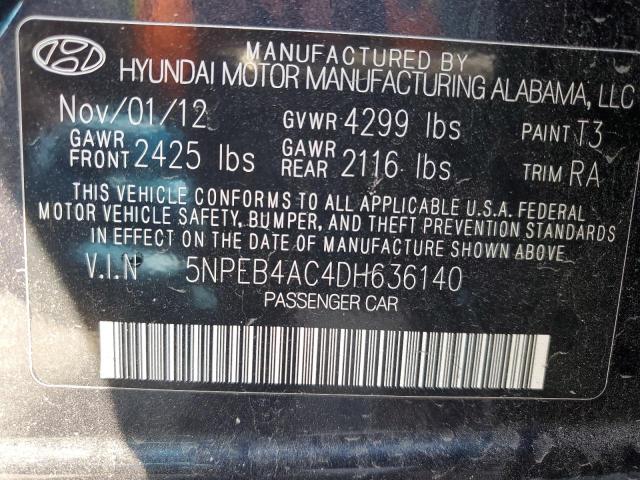 MANUFACTURED BY
HYUNDAI MOTOR MANUFACTURING ALABAMA, LLC
Nov/01/12 GVWR 4299 lbs PAINT T3
GAWR FRONT 2425 lbs GAWR REAR 2116 lbs TRIM RA
THIS VEHICLE CONFORMS TO ALL APPLICABLE U.S.A. FEDERAL
MOTOR VEHICLE SAFETY, BUMPER, AND THEFT PREVENTION STANDARDS
IN EFFECT ON THE DATE OF MANUFACTURE SHOWN ABOVE.
V.I.N 5NPEB4AC4DH636140
PASSENGER CAR